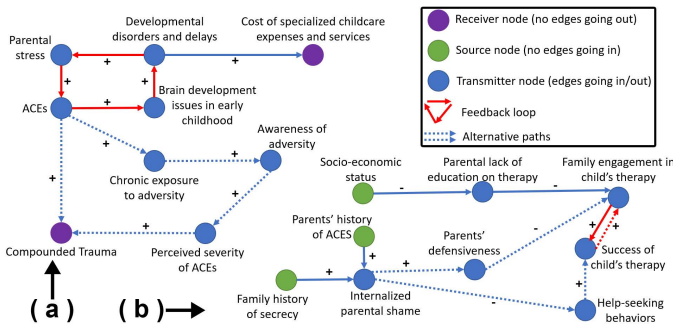 Developmental
disorders and delays
Cost of specialized childcare
expenses and services
Parental
stress
+
+
+
+
+
ACEs
Brain development
issues in early
childhood
+
+
+
Chronic exposure
to adversity
Awareness of
adversity
+
+
Compounded Trauma
Perceived severity
of ACEs
(a)
Receiver node (no edges going out)
Source node (no edges going in)
Transmitter node (edges going in/out)
Feedback loop
Alternative paths
Socio-economic
status
-
Parental lack of
education on therapy
-
Family engagement in
child's therapy
Parents' history
of ACES
+
Parents'
defensiveness
-
+
+
Success of
child's therapy
+
+
+
-
Family history
of secrecy
Internalized
parental shame
Help-seeking
behaviors
(b)